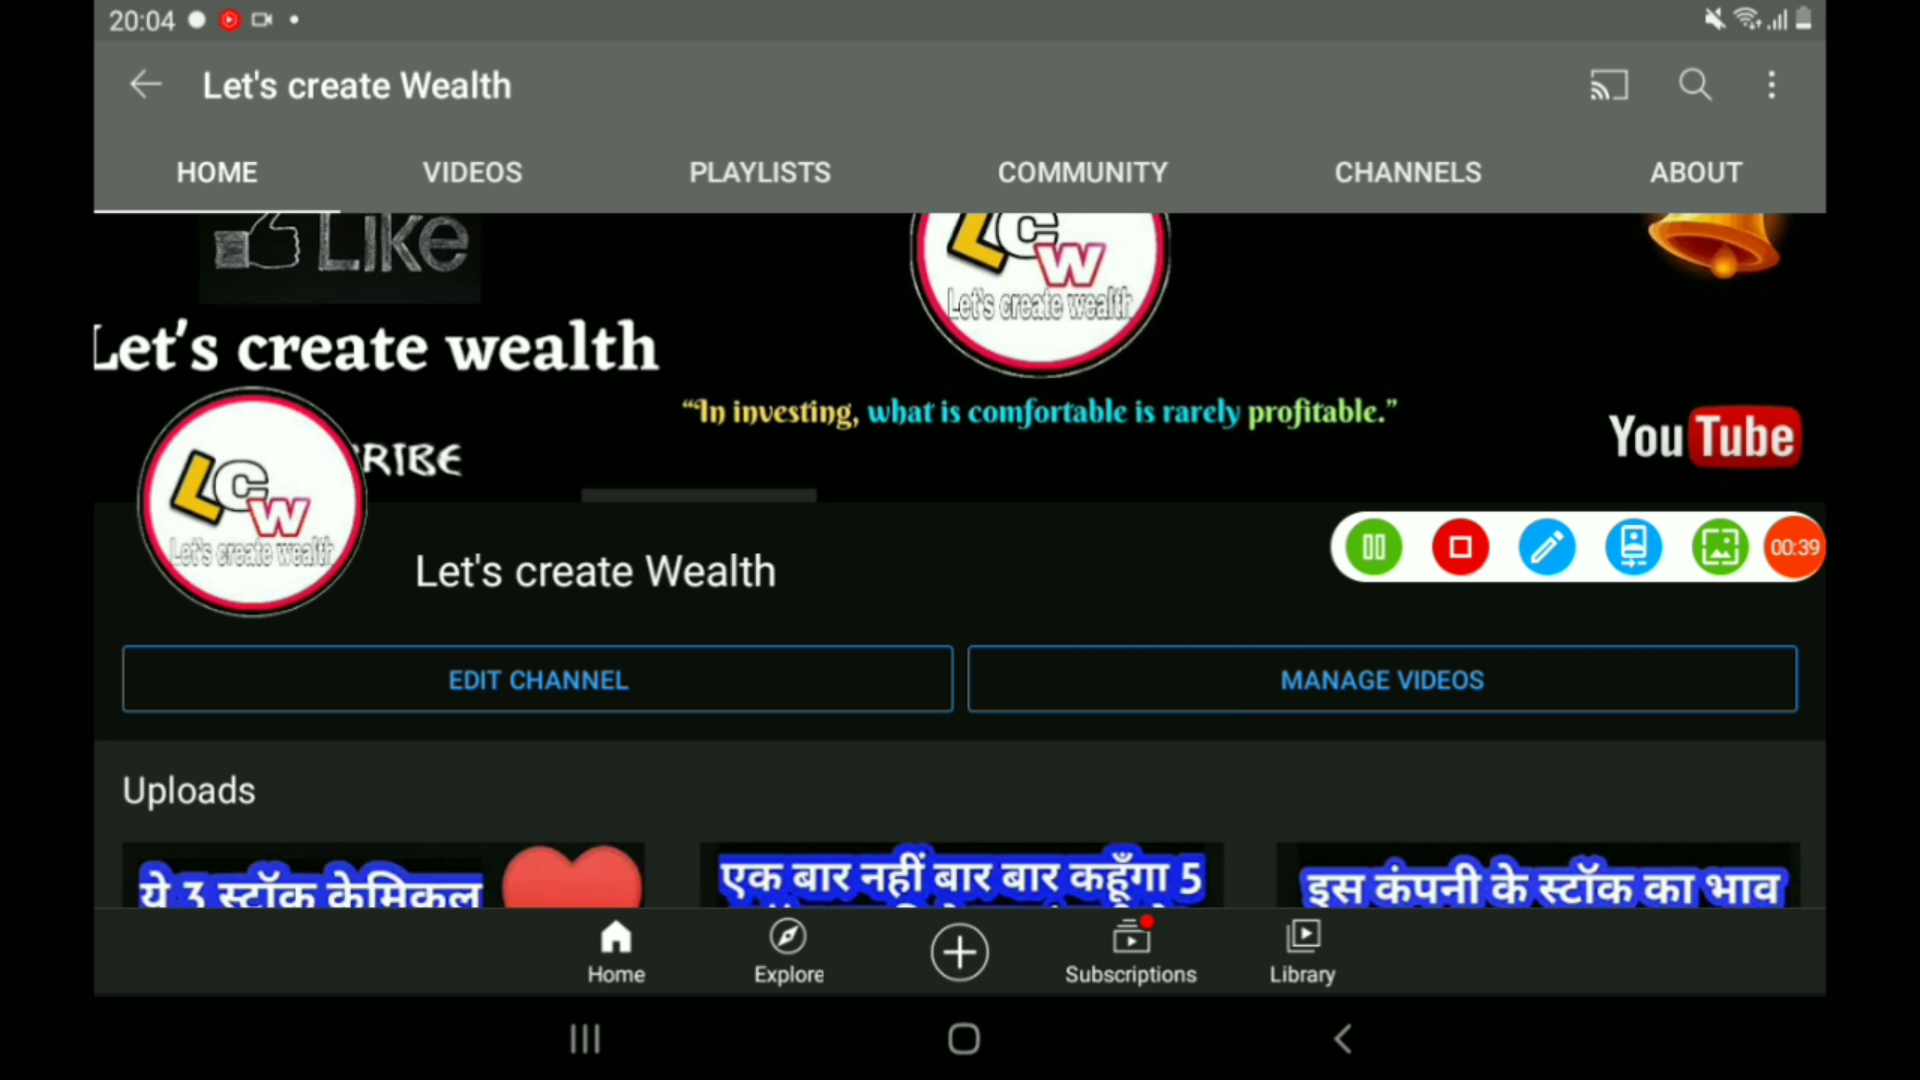 20:04
Let's create Wealth
HOME VIDEOS PLAYLISTS COMMUNITY CHANNELS ABOUT
LIKE
LCW
Let's create wealth
Let's create wealth
"In investing, what is comfortable is rarely profitable."
RIBE
YouTube
LCW
Let's create wealth
Let's create Wealth
00:39
EDIT CHANNEL MANAGE VIDEOS
Uploads
ये 3 स्टॉक केमिकल
एक बार नहीं बार बार कहूँगा 5
इस कंपनी के स्टॉक का भाव
Home Explore Subscriptions Library